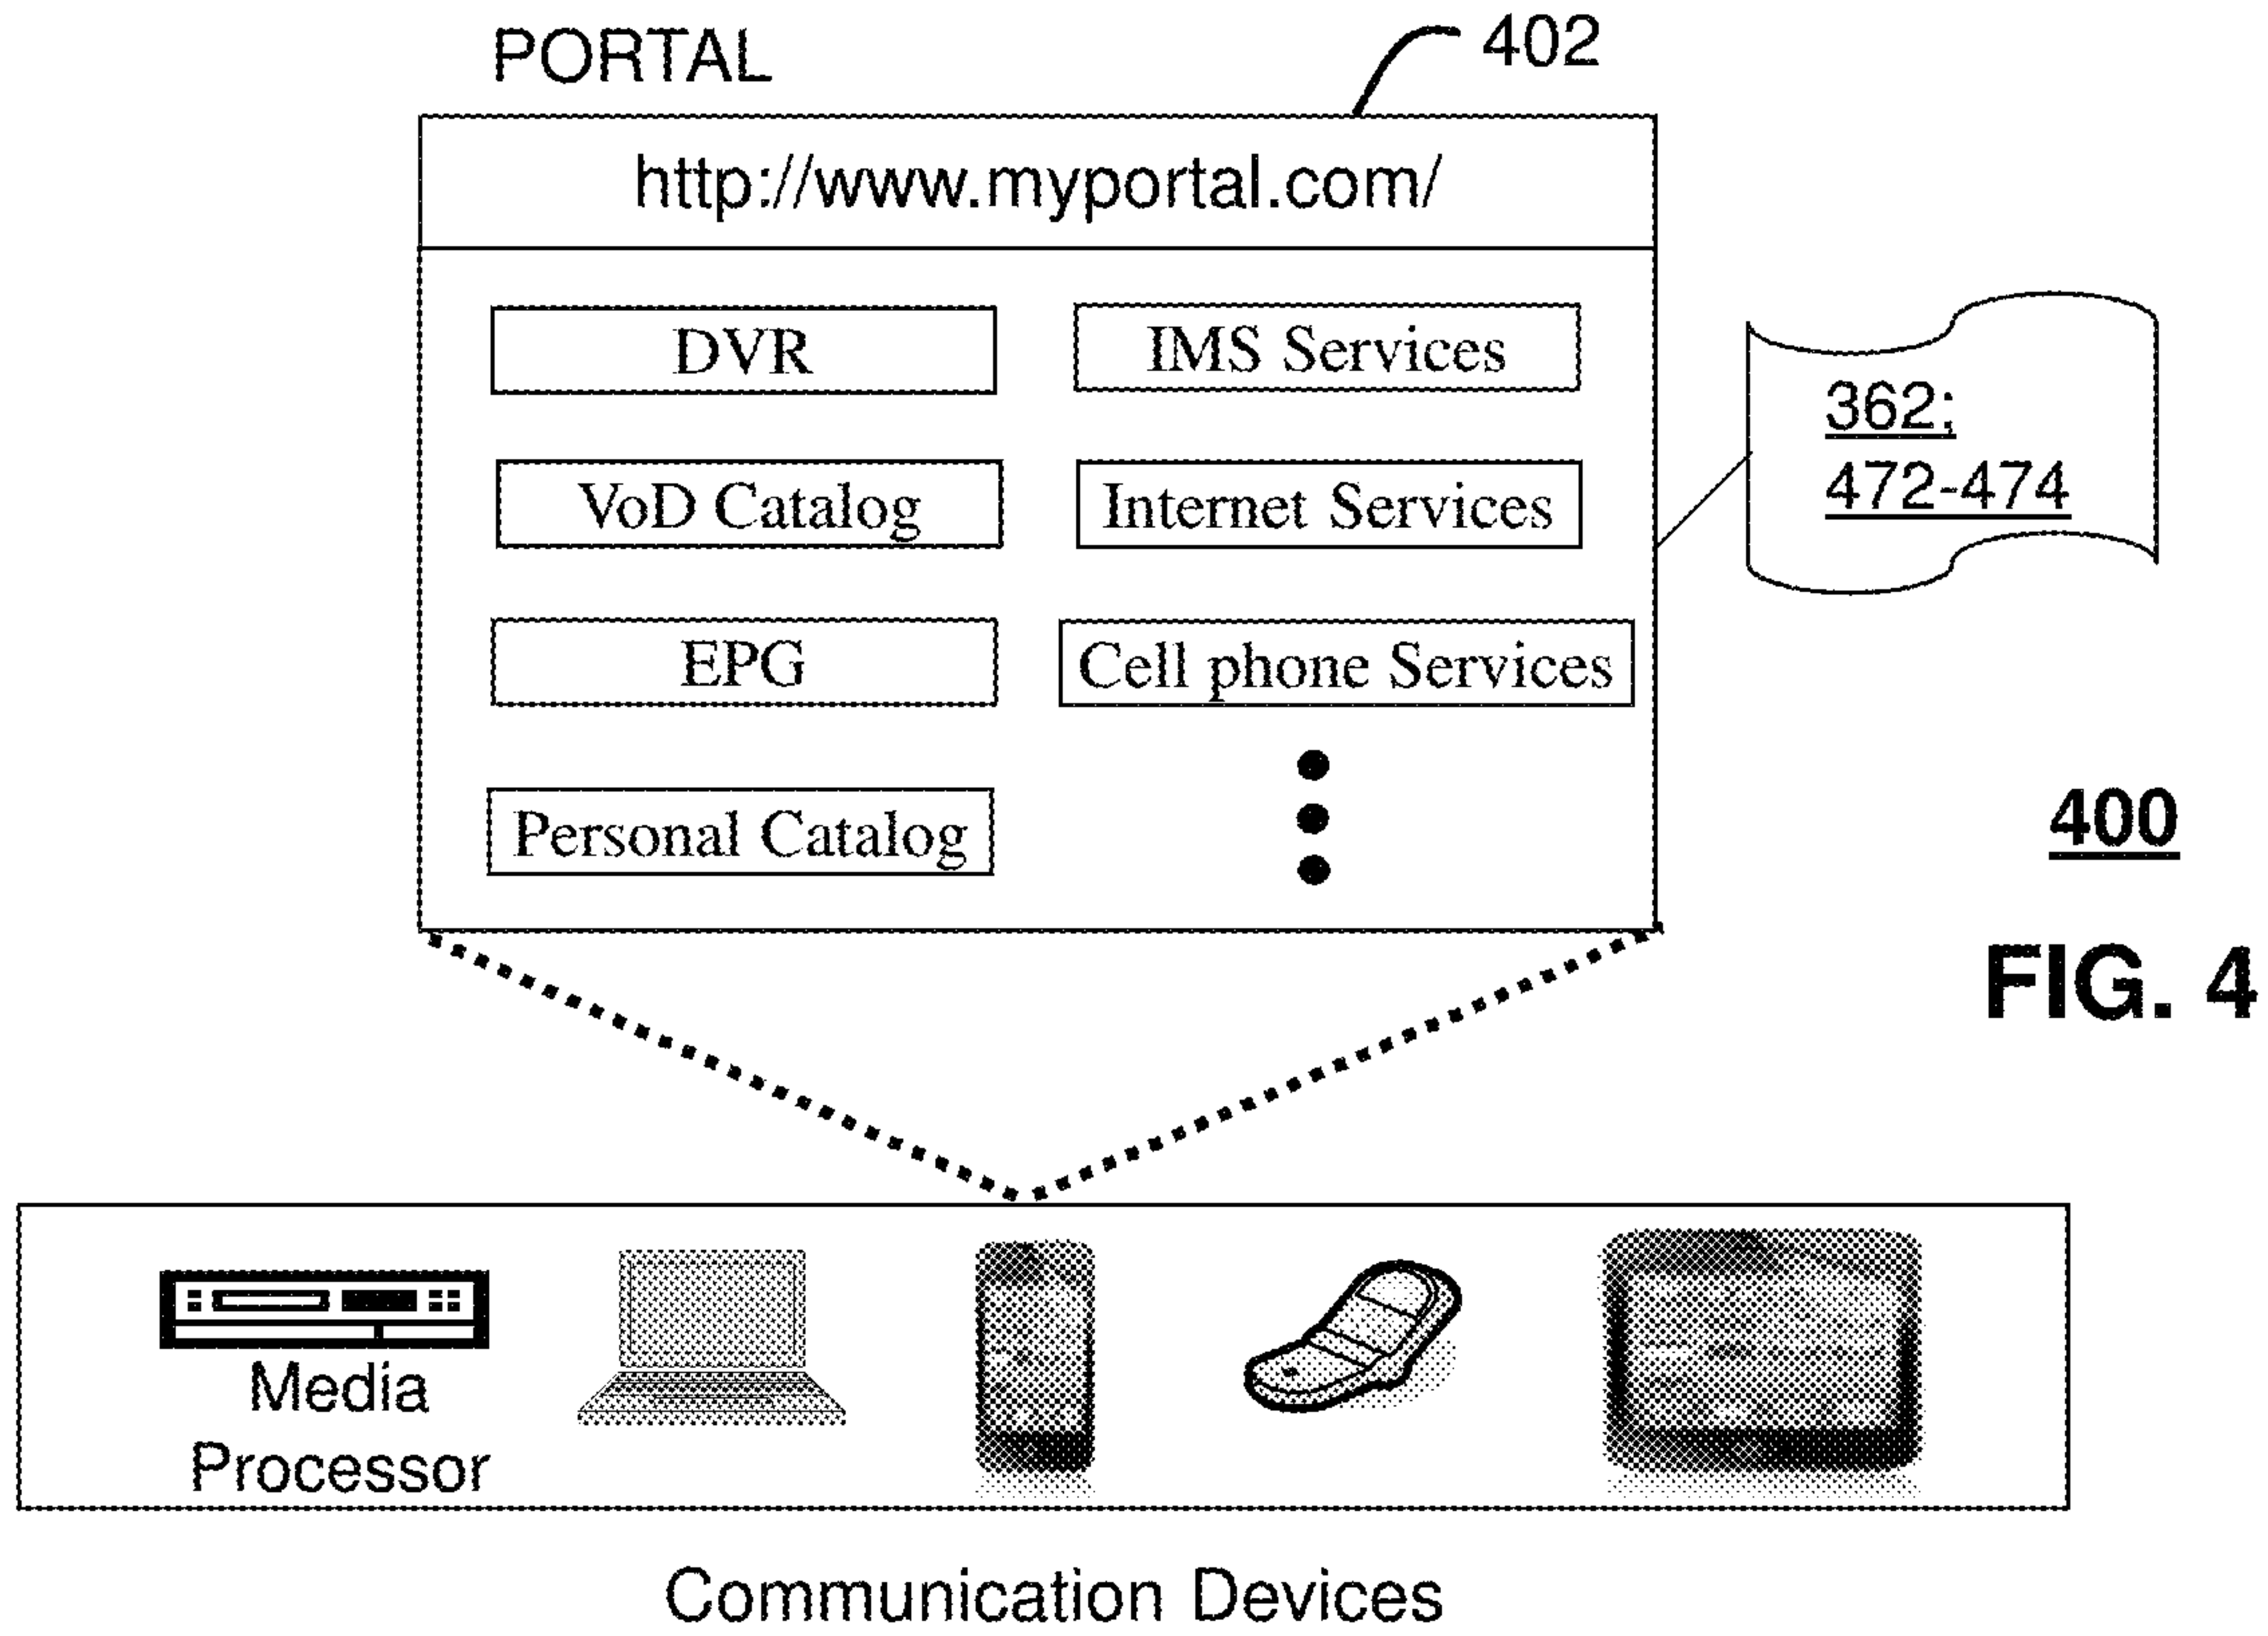 PORTAL
402
http://www.myportal.com/
DVR
IMS Services
VoD Catalog
Internet Services
EPG
Cell phone Services
Personal Catalog
362;
472-474
400
FIG. 4
Media
Processor
Communication Devices